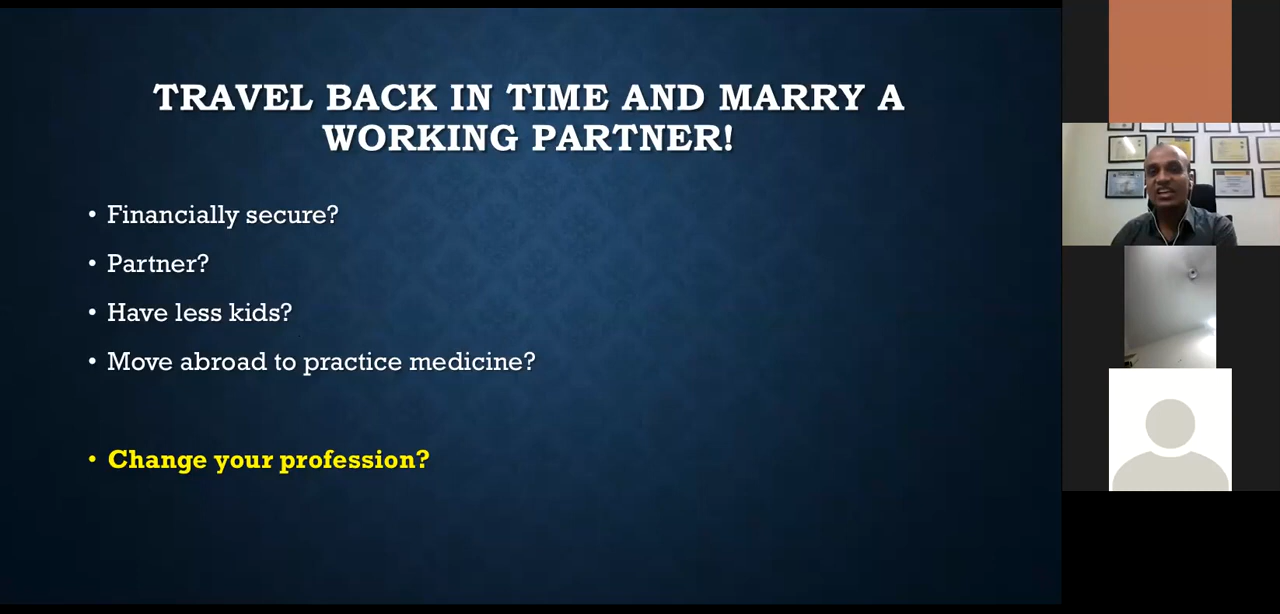 TRAVEL BACK IN TIME AND MARRY A
WORKING PARTNER!
• Financially secure?
• Partner?
• Have less kids?
• Move abroad to practice medicine?
• Change your profession?